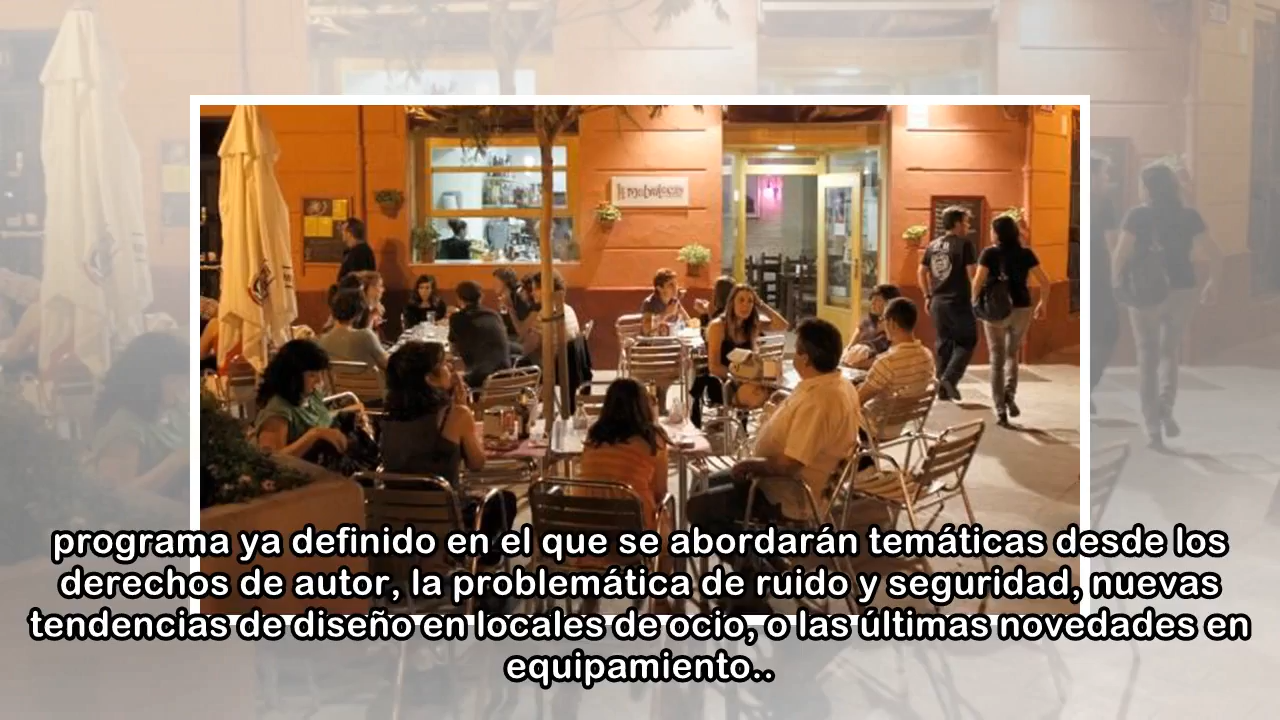 programa ya definido en el que se abordarán temáticas desde los
derechos de autor, la problemática de ruido y seguridad, nuevas
tendencias de diseño en locales de ocio, o las últimas novedades en
equipamiento..